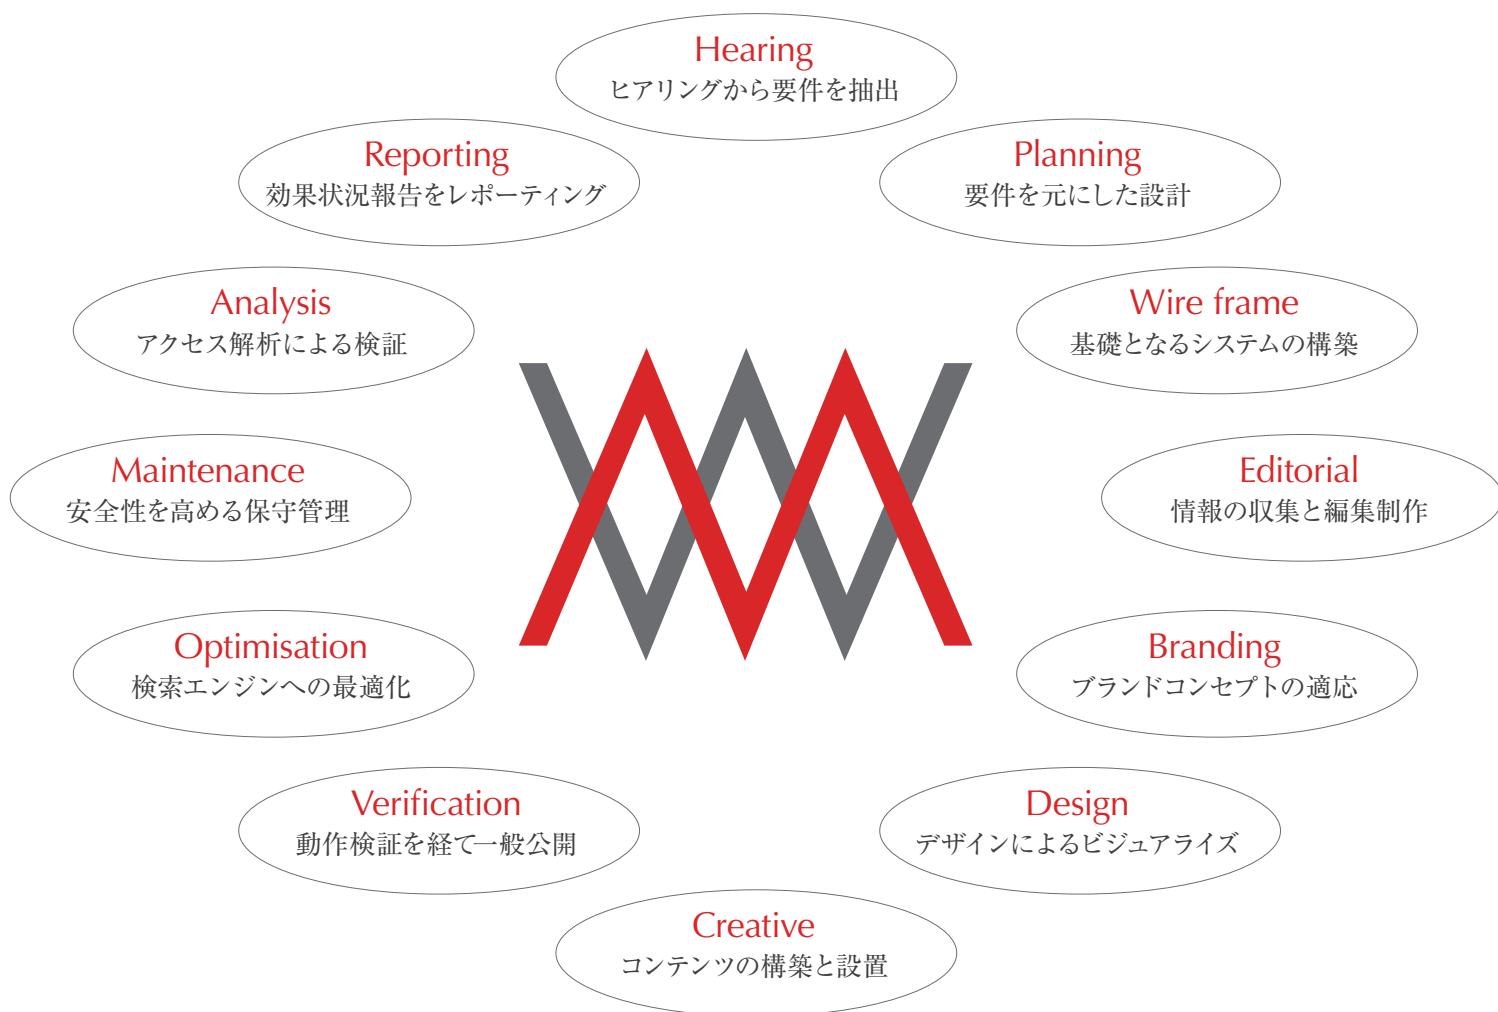 Hearing
ヒアリングから要件を抽出
Planning
要件を元にした設計
Wire frame
基礎となるシステムの構築
Editorial
情報の収集と編集制作
Branding
ブランドコンセプトの適応
Design
デザインによるビジュアライズ
Creative
コンテンツの構築と設置
Verification
動作検証を経て一般公開
Optimisation
検索エンジンへの最適化
Maintenance
安全性を高める保守管理
Analysis
アクセス解析による検証
Reporting
効果状況報告をレポーティング